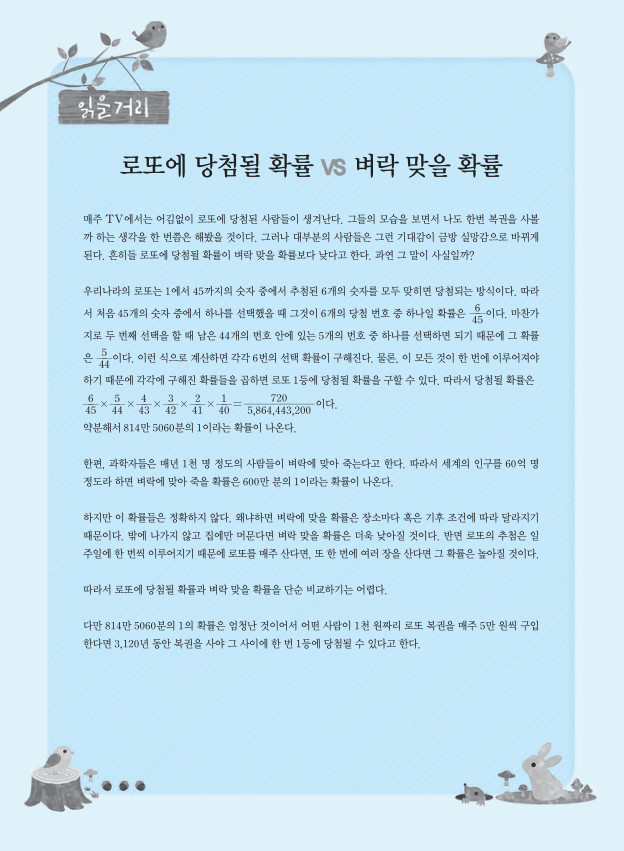 읽을거리
로또에 당첨될 확률 VS 벼락 맞을 확률
매주 TV에서는 어김없이 로또에 당첨된 사람들이 생겨난다. 그들의 모습을 보면서 나도 한번 복권을 사볼
까 하는 생각을 한 번쯤은 해봤을 것이다. 그러나 대부분의 사람들은 그런 기대감이 금방 실망감으로 바뀌게
된다. 흔히들 로또에 당첨될 확률이 벼락 맞을 확률보다 낮다고 한다. 과연 그 말이 사실일까?
우리나라의 로또는 1에서 45까지의 숫자 중에서 추첨된 6개의 숫자를 모두 맞히면 당첨되는 방식이다. 따라
서 처음 45개의 숫자 중에서 하나를 선택했을 때 그것이 6개의 당첨 번호 중 하나일 확률은 6/45이다. 마찬가
지로 두 번째 선택을 할 때 남은 44개의 번호 안에 있는 5개의 번호 중 하나를 선택하면 되기 때문에 그 확률
은 5/44이다. 이런 식으로 계산하면 각각 6번의 선택 확률이 구해진다. 물론, 이 모든 것이 한 번에 이루어져야
하기 때문에 각각에 구해진 확률들을 곱하면 로또 1등에 당첨될 확률을 구할 수 있다. 따라서 당첨될 확률은
6/45×5/44×4/43×3/42×2/41×1/40=720/5,864,443,200이다.
약분해서 814만 5060분의 1이라는 확률이 나온다.
한편, 과학자들은 매년 1천 명 정도의 사람들이 벼락에 맞아 죽는다고 한다. 따라서 세계의 인구를 60억 명
정도라 하면 벼락에 맞아 죽을 확률은 600만 분의 1이라는 확률이 나온다.
하지만 이 확률들은 정확하지 않다. 왜냐하면 벼락에 맞을 확률은 장소마다 혹은 기후 조건에 따라 달라지기
때문이다. 밖에 나가지 않고 집에만 머문다면 벼락 맞을 확률은 더욱 낮아질 것이다. 반면 로또의 추첨은 일
주일에 한 번씩 이루어지기 때문에 로또를 매주 산다면, 또 한 번에 여러 장을 산다면 그 확률은 높아질 것이다.
따라서 로또에 당첨될 확률과 벼락 맞을 확률을 단순 비교하기는 어렵다.
다만 814만 5060분의 1의 확률은 엄청난 것이어서 어떤 사람이 1천 원짜리 로또 복권을 매주 5만 원씩 구입
한다면 3,120년 동안 복권을 사야 그 사이에 한 번 1등에 당첨될 수 있다고 한다.